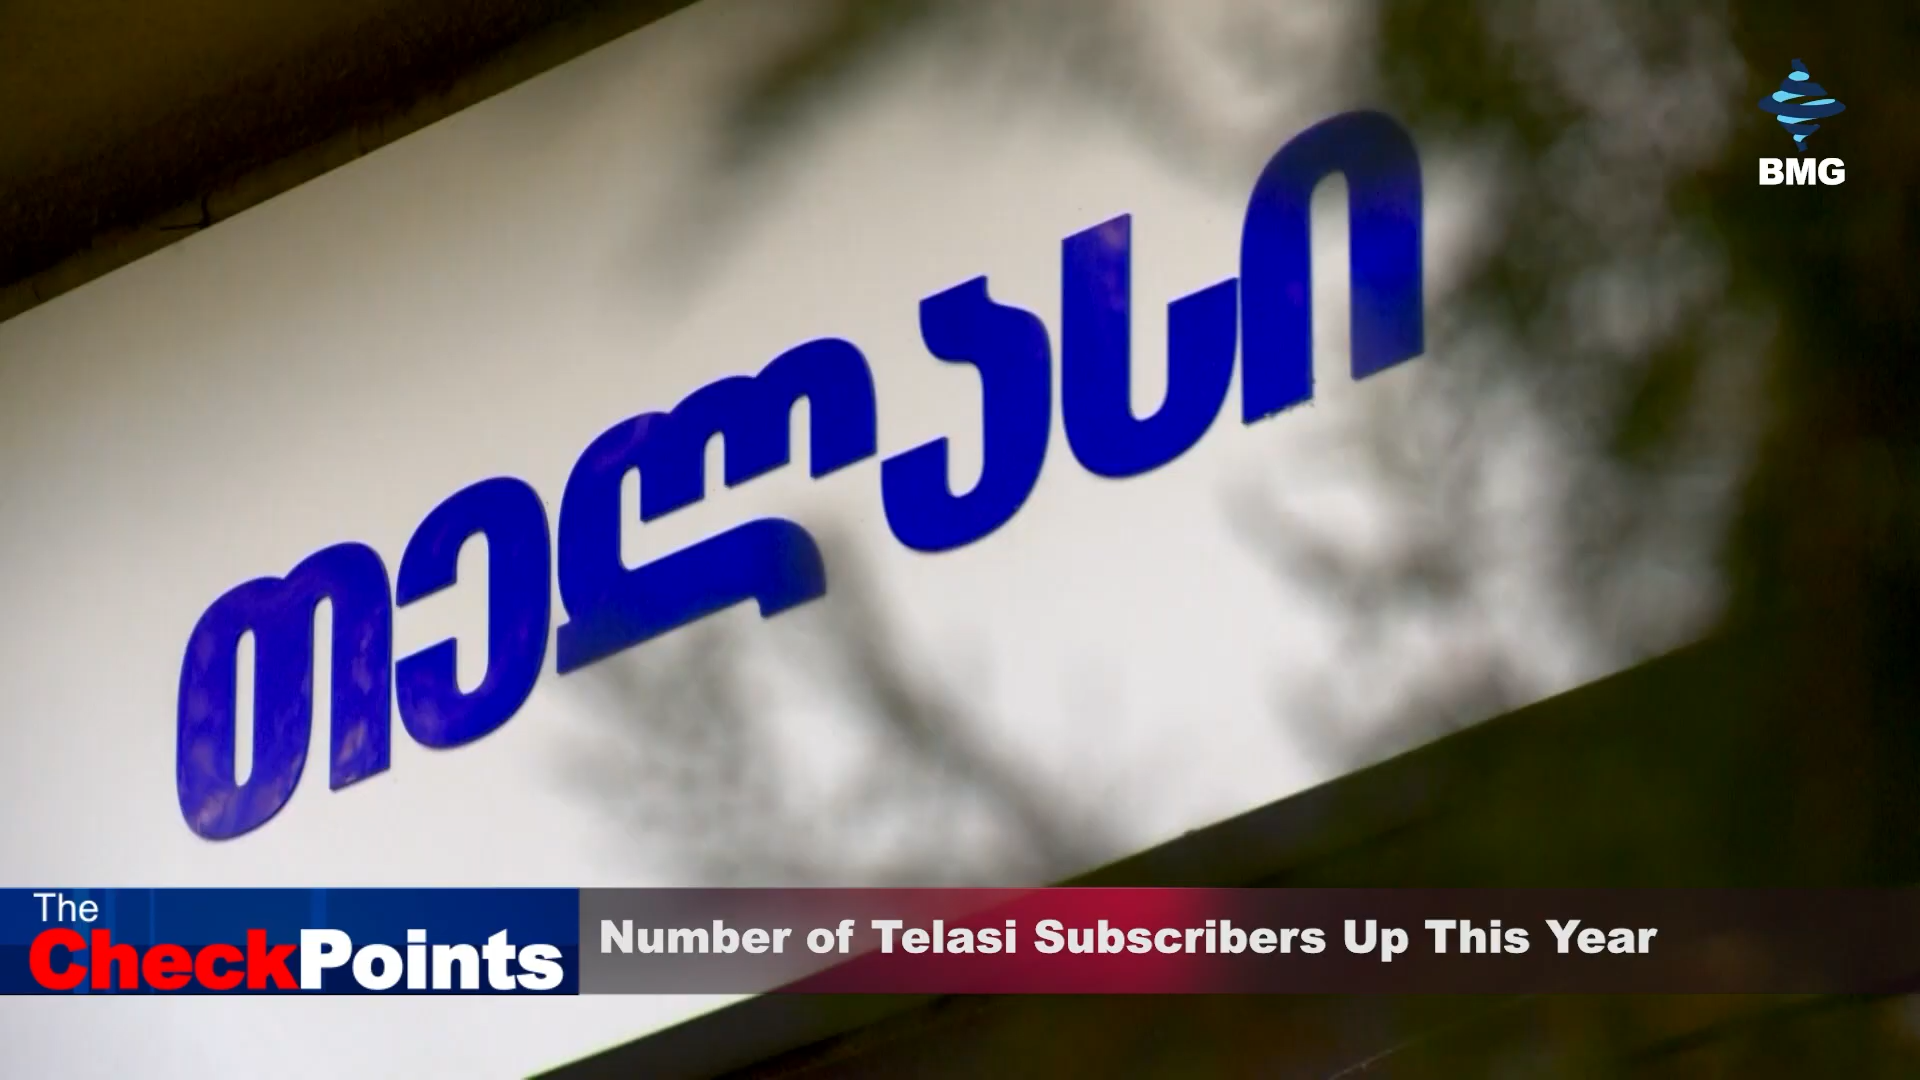 BMG
თელასი
The
CheckPoints
Number of Telasi Subscribers Up This Year